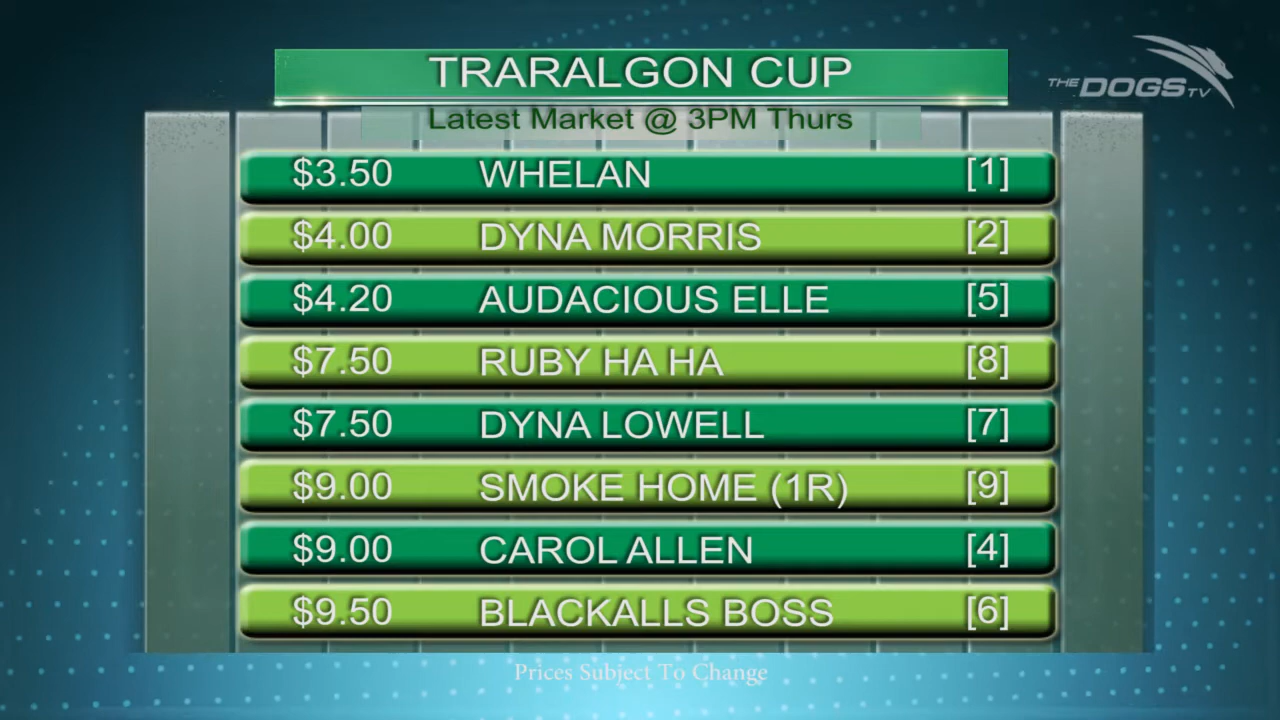 TRARALGON CUP
THE DOGS TV
Latest Market @ 3PM Thurs
$3.50 WHELAN [1]
$4.00 DYNA MORRIS [2]
$4.20 AUDACIOUS ELLE [5]
$7.50 RUBY HA HA [8]
$7.50 DYNA LOWELL [7]
$9.00 SMOKE HOME (1R) [9]
$9.00 CAROL ALLEN [4]
$9.50 BLACKALLS BOSS [6]
Prices Subject To Change